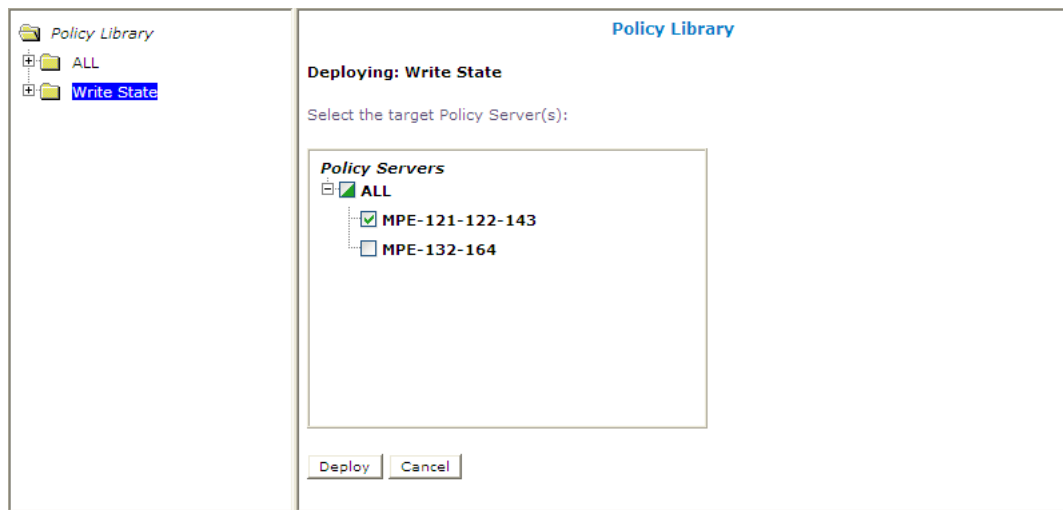 Policy Library
ALL
Write State
Policy Library
Deploying: Write State
Select the target Policy Server(s):
Policy Servers
ALL
MPE-121-122-143
MPE-132-164
Deploy Cancel